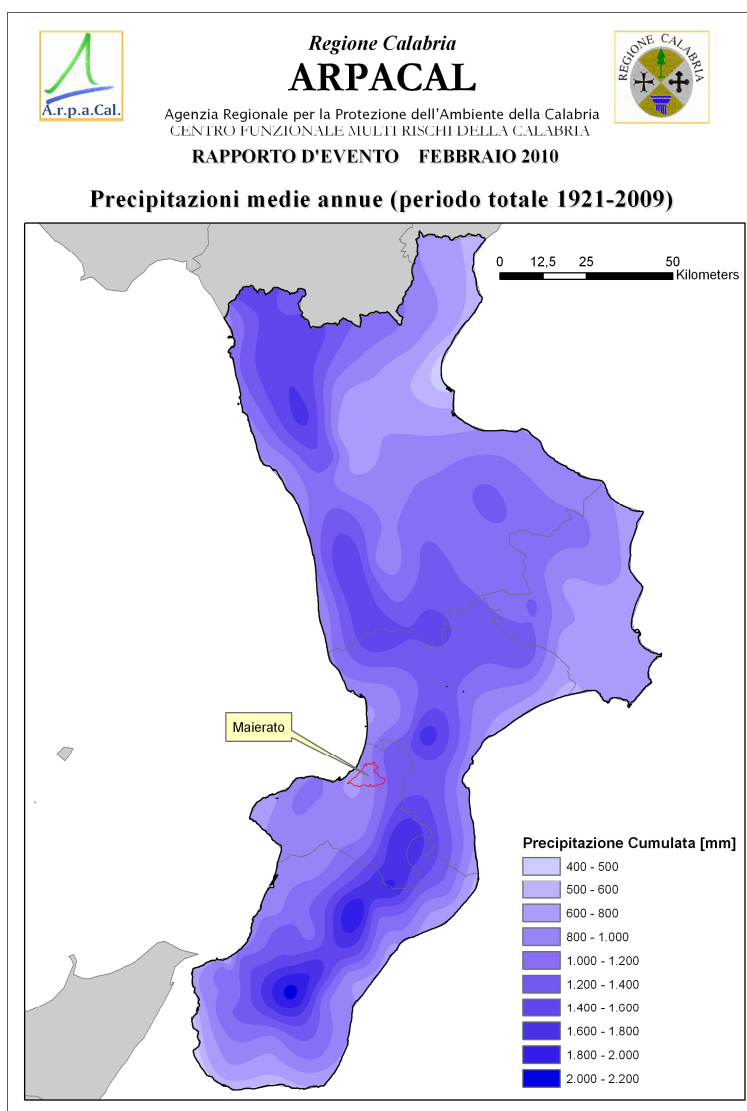 A.r.p.a.Cal.
Regione Calabria
ARPACAL
Agenzia Regionale per la Protezione dell'Ambiente della Calabria
CENTRO FUNZIONALE MULTI RISCHI DELLA CALABRIA
RAPPORTO D'EVENTO FEBBRAIO 2010
REGIONE CALABRIA
Precipitazioni medie annue (periodo totale 1921-2009)
0 12,5 25 50
Kilometers
Maierato
Precipitazione Cumulata [mm]
400 - 500
500 - 600
600 - 800
800 - 1.000
1.000 - 1.200
1.200 - 1.400
1.400 - 1.600
1.600 - 1.800
1.800 - 2.000
2.000 - 2.200